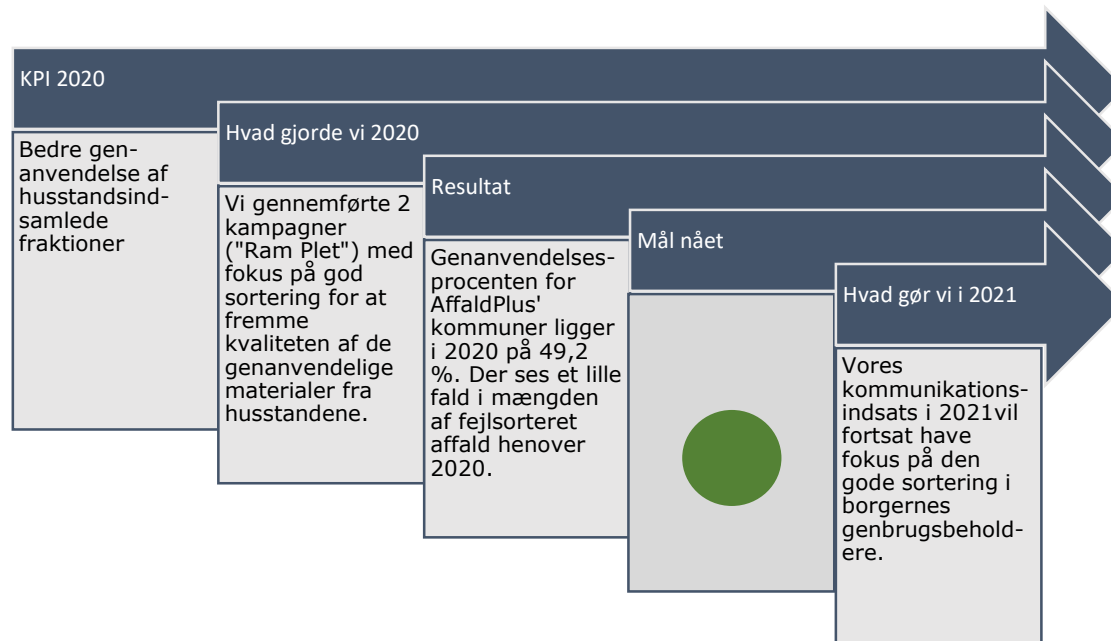 KPI 2020
Bedre gen-
anvendelse af
husstandsind-
samlede
fraktioner
Hvad gjorde vi 2020
Vi gennemførte 2
kampagner
("Ram Plet") med
fokus på god
sortering for at
fremme
kvaliteten af de
genanvendelige
materialer fra
husstandene.
Resultat
Genanvendelses-
procenten for
AffaldPlus'
kommuner ligger
i 2020 på 49,2
%. Der ses et lille
fald i mængden
af fejlsorteret
affald henover
2020.
Mål nået
Hvad gør vi i 2021
Vores
kommunikations-
indsats i 2021vil
fortsat have
fokus på den
gode sortering i
borgernes
genbrugsbehold-
ere.